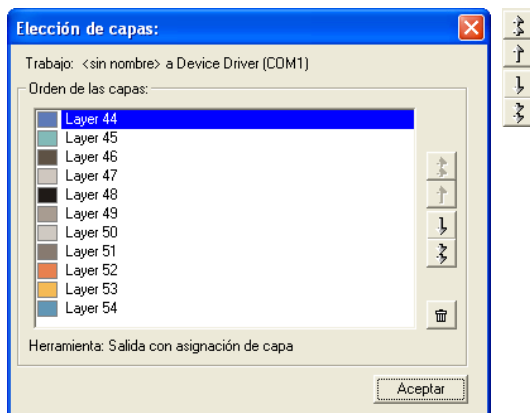 Elección de capas:
Trabajo: <sin nombre> a Device Driver (COM1)
Orden de las capas:
Layer 44
Layer 45
Layer 46
Layer 47
Layer 48
Layer 49
Layer 50
Layer 51
Layer 52
Layer 53
Layer 54
Herramienta: Salida con asignación de capa
Aceptar